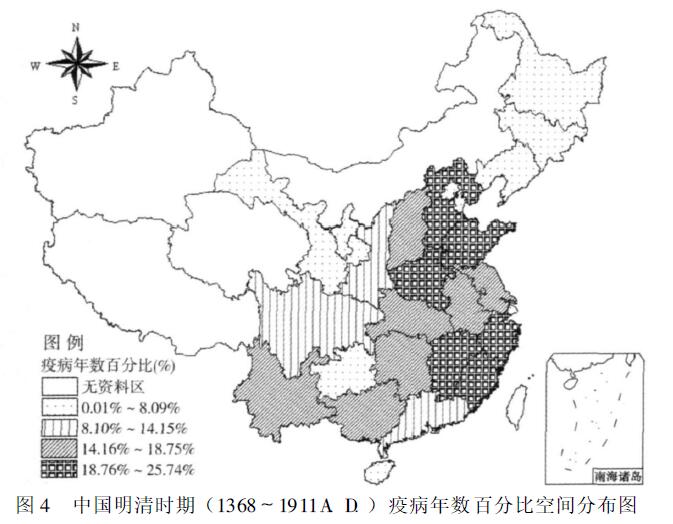 N
W E
S
图例
疫病年数百分比(%)
无资料区
0.01%~8.09%
8.10%~14.15%
14.16%~18.75%
18.76%~25.74%
南海诸岛
图4 中国明清时期(1368~1911A D.)疫病年数百分比空间分布图